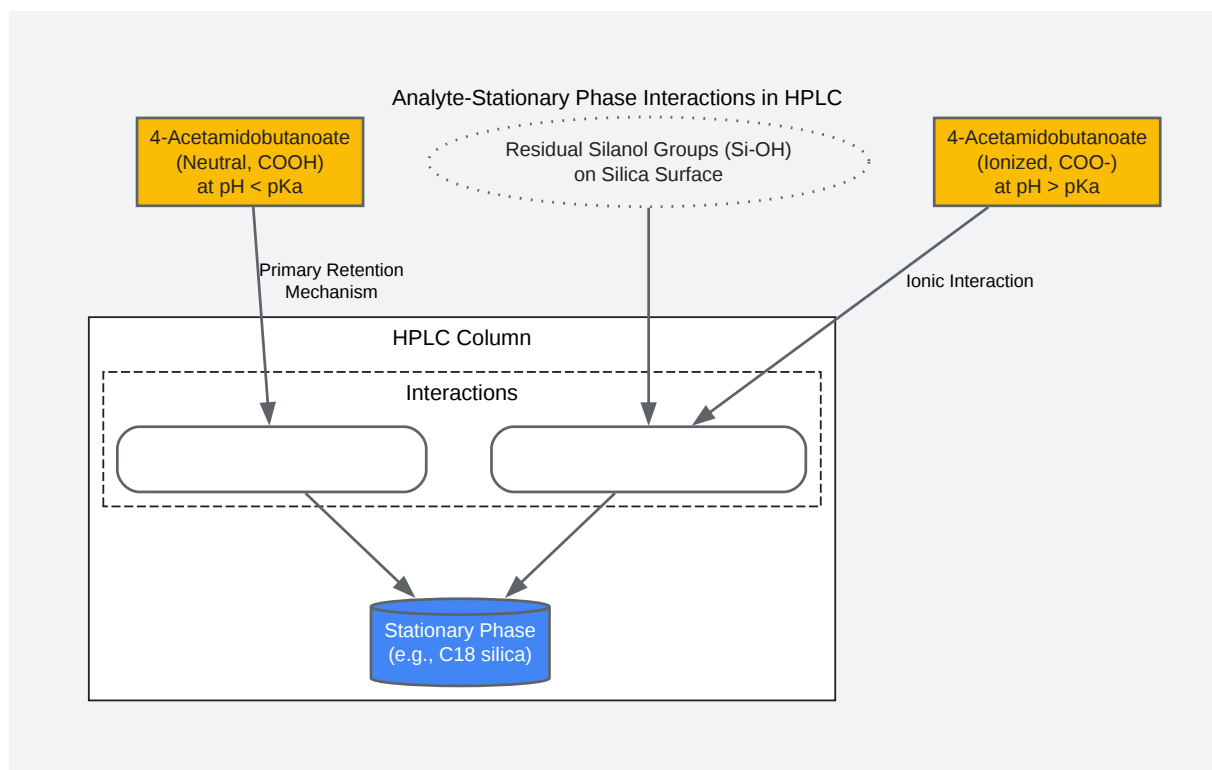 Analyte-Stationary Phase Interactions in HPLC
4-Acetamidobutanoate
(Neutral, COOH)
at pH < pKa
Residual Silanol Groups (Si-OH)
on Silica Surface
4-Acetamidobutanoate
(Ionized, COO-)
at pH > pKa
Primary Retention
Mechanism
Ionic Interaction
HPLC Column
Interactions
Stationary Phase
(e.g., C18 silica)